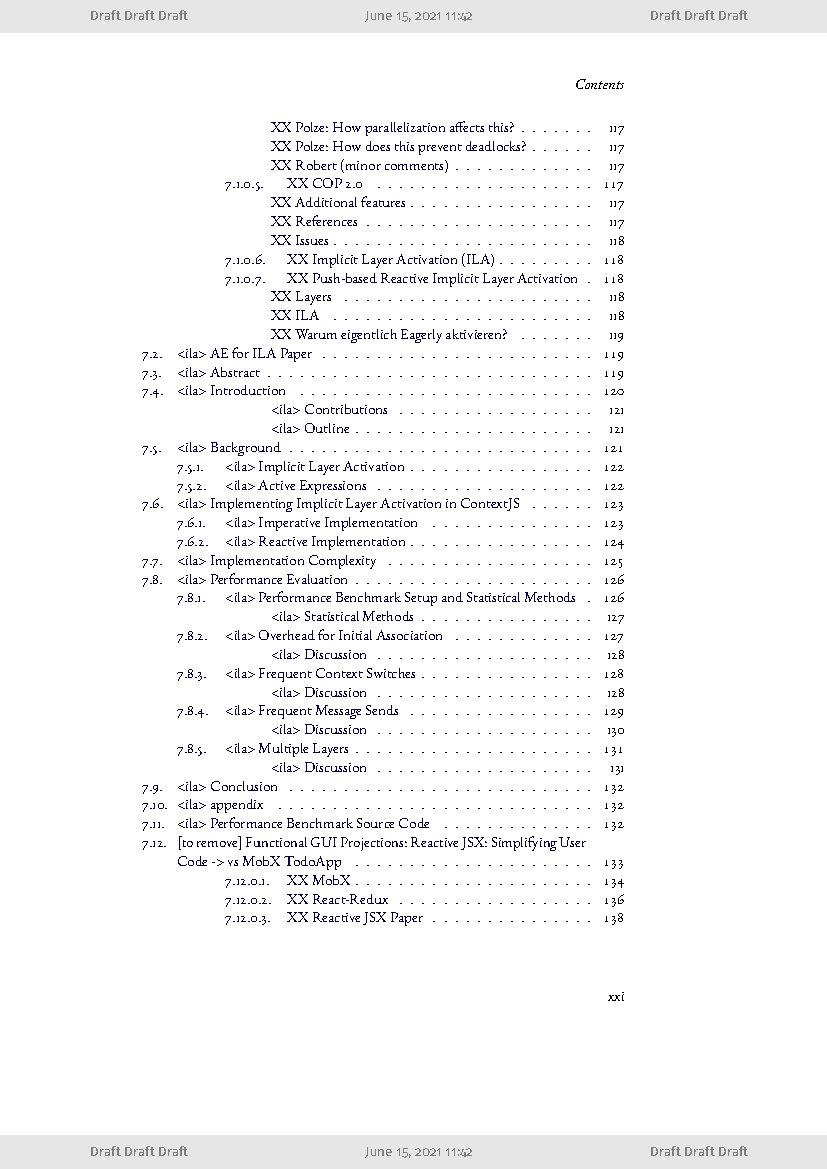 Draft Draft Draft June 15, 2021 11:42 Draft Draft Draft
Contents
XX Polze: How parallelization affects this? . . . . . . . 117
XX Polze: How does this prevent deadlocks? . . . . . . 117
XX Robert (minor comments) . . . . . . . . . . . . . 117
7.1.0.5. XX COP 2.0 . . . . . . . . . . . . . . . . . . . . 117
XX Additional features . . . . . . . . . . . . . . . . . 117
XX References . . . . . . . . . . . . . . . . . . . . . 117
XX Issues . . . . . . . . . . . . . . . . . . . . . . . . 118
7.1.0.6. XX Implicit Layer Activation (ILA) . . . . . . . . . 118
7.1.0.7. XX Push-based Reactive Implicit Layer Activation . 118
XX Layers . . . . . . . . . . . . . . . . . . . . . . . 118
XX ILA . . . . . . . . . . . . . . . . . . . . . . . . 118
XX Warum eigentlich Eagerly aktivieren? . . . . . . . 119
7.2. <ila> AE for ILA Paper . . . . . . . . . . . . . . . . . . . . . . . . . 119
7.3. <ila> Abstract . . . . . . . . . . . . . . . . . . . . . . . . . . . . . . 119
7.4. <ila> Introduction . . . . . . . . . . . . . . . . . . . . . . . . . . . 120
<ila> Contributions . . . . . . . . . . . . . . . . . . 121
<ila> Outline . . . . . . . . . . . . . . . . . . . . . . 121
7.5. <ila> Background . . . . . . . . . . . . . . . . . . . . . . . . . . . . 121
7.5.1. <ila> Implicit Layer Activation . . . . . . . . . . . . . . . . . 122
7.5.2. <ila> Active Expressions . . . . . . . . . . . . . . . . . . . . 122
7.6. <ila> Implementing Implicit Layer Activation in ContextJS . . . . . . 123
7.6.1. <ila> Imperative Implementation . . . . . . . . . . . . . . . 123
7.6.2. <ila> Reactive Implementation . . . . . . . . . . . . . . . . . 124
7.7. <ila> Implementation Complexity . . . . . . . . . . . . . . . . . . . 125
7.8. <ila> Performance Evaluation . . . . . . . . . . . . . . . . . . . . . . 126
7.8.1. <ila> Performance Benchmark Setup and Statistical Methods . 126
<ila> Statistical Methods . . . . . . . . . . . . . . . . 127
7.8.2. <ila> Overhead for Initial Association . . . . . . . . . . . . . 127
<ila> Discussion . . . . . . . . . . . . . . . . . . . . 128
7.8.3. <ila> Frequent Context Switches . . . . . . . . . . . . . . . . 128
<ila> Discussion . . . . . . . . . . . . . . . . . . . . 128
7.8.4. <ila> Frequent Message Sends . . . . . . . . . . . . . . . . . 129
<ila> Discussion . . . . . . . . . . . . . . . . . . . . 130
7.8.5. <ila> Multiple Layers . . . . . . . . . . . . . . . . . . . . . . 131
<ila> Discussion . . . . . . . . . . . . . . . . . . . . 131
7.9. <ila> Conclusion . . . . . . . . . . . . . . . . . . . . . . . . . . . . 132
7.10. <ila> appendix . . . . . . . . . . . . . . . . . . . . . . . . . . . . . 132
7.11. <ila> Performance Benchmark Source Code . . . . . . . . . . . . . . 132
7.12. [to remove] Functional GUI Projections: Reactive JSX: Simplifying User
Code -> vs MobX TodoApp . . . . . . . . . . . . . . . . . . . . . . 133
7.12.0.1. XX MobX . . . . . . . . . . . . . . . . . . . . . . 134
7.12.0.2. XX React-Redux . . . . . . . . . . . . . . . . . . 136
7.12.0.3. XX Reactive JSX Paper . . . . . . . . . . . . . . . 138
xxi
Draft Draft Draft June 15, 2021 11:42 Draft Draft Draft